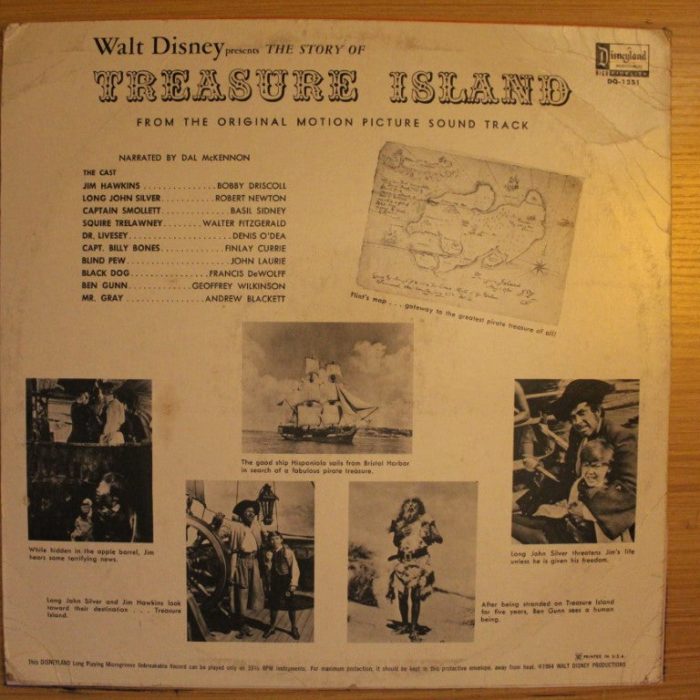 Walt Disney presents THE STORY OF
TREASURE ISLAND
FROM THE ORIGINAL MOTION PICTURE SOUND TRACK
Disneyland
DQ-1251
NARRATED BY DAL McKENNON
THE CAST
JIM HAWKINS ............... BOBBY DRISCOLL
LONG JOHN SILVER ........... ROBERT NEWTON
CAPTAIN SMOLLETT ............. BASIL SIDNEY
SQUIRE TRELAWNEY ........ WALTER FITZGERALD
DR. LIVESEY .................. DENIS O'DEA
CAPT. BILLY BONES ........... FINLAY CURRIE
BLIND PEW .................... JOHN LAURIE
BLACK DOG ............... FRANCIS DeWOLFF
BEN GUNN ............ GEOFFREY WILKINSON
MR. GRAY ............... ANDREW BLACKETT
Flint's map . . . gateway to the greatest pirate treasure of all!
The good ship Hispaniola sails from Bristol Harbor
in search of a fabulous pirate treasure.
While hidden in the apple barrel, Jim
hears some terrifying news.
Long John Silver threatens Jim's life
unless he is given his freedom.
Long John Silver and Jim Hawkins look
toward their destination . . . Treasure
Island.
After being stranded on Treasure Island
for five years, Ben Gunn sees a human
being.
PRINTED IN U.S.A.
This DISNEYLAND Long Playing Microgroove Unbreakable Record can be played only on 33⅓ RPM instruments. For maximum protection, it should be kept in this protective envelope, away from heat. ©1964 WALT DISNEY PRODUCTIONS